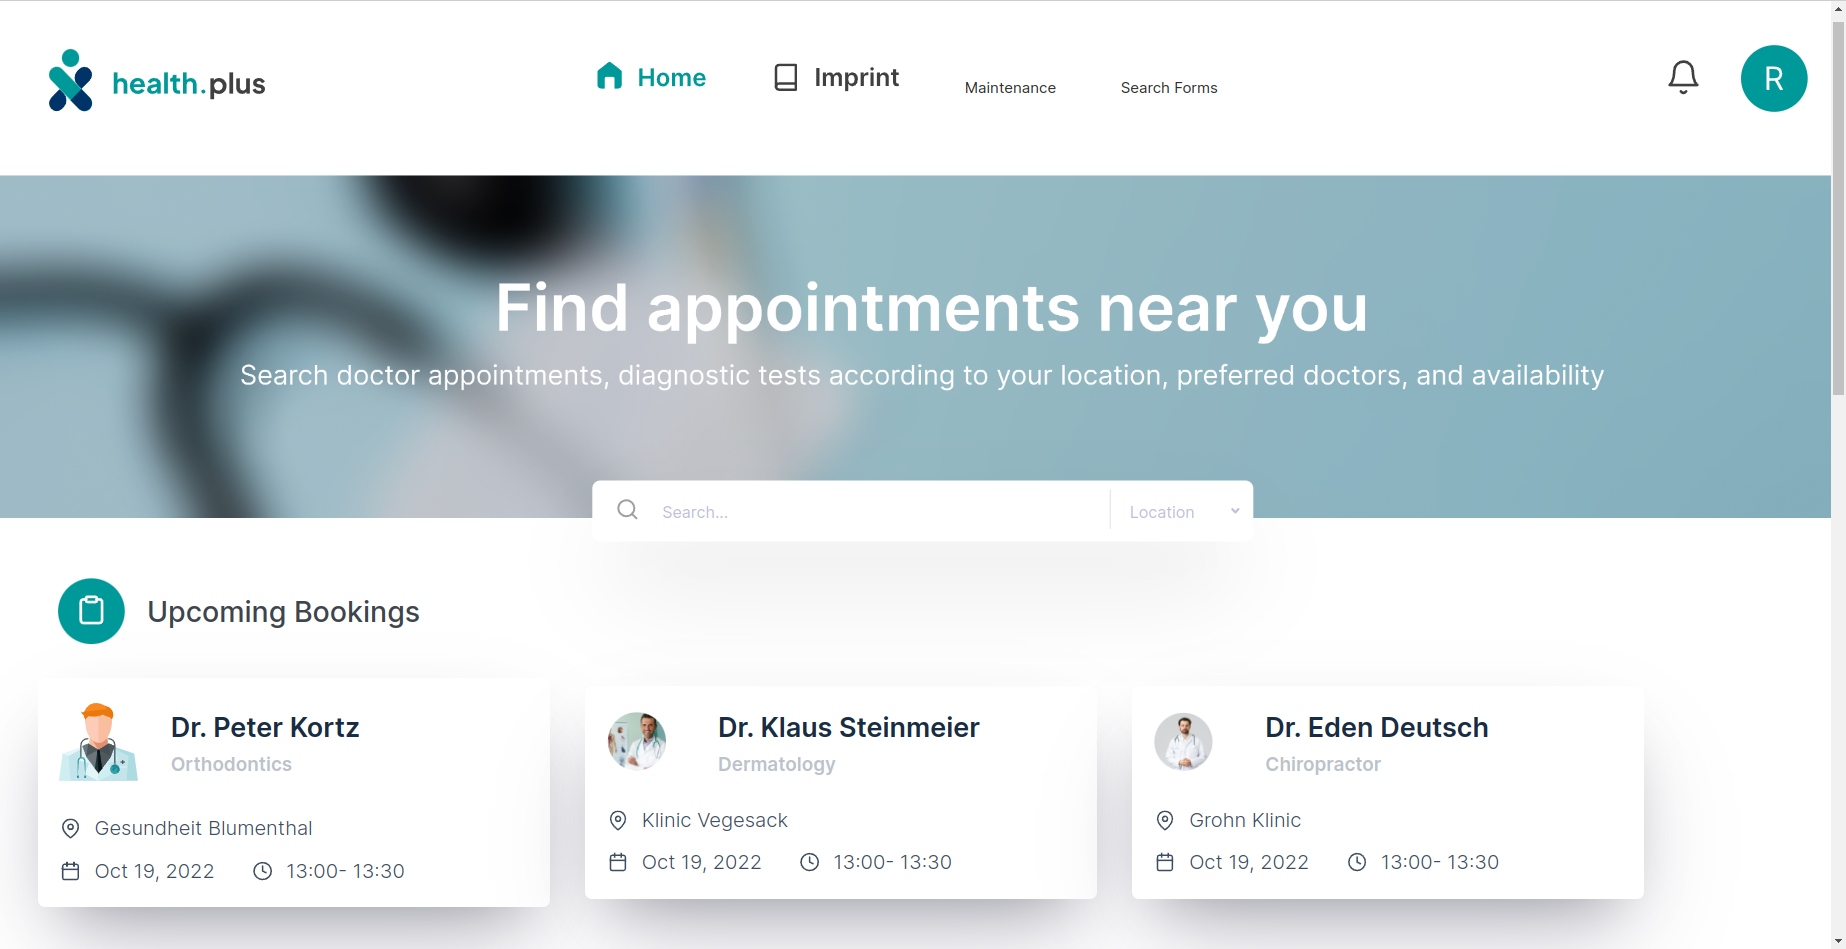 health.plus
Home
Imprint
Maintenance
Search Forms
R
Find appointments near you
Search doctor appointments, diagnostic tests according to your location, preferred doctors, and availability
Search...
Location
Upcoming Bookings
Dr. Peter Kortz
Orthodontics
Gesundheit Blumenthal
Oct 19, 2022
13:00- 13:30
Dr. Klaus Steinmeier
Dermatology
Klinic Vegesack
Oct 19, 2022
13:00- 13:30
Dr. Eden Deutsch
Chiropractor
Grohn Klinic
Oct 19, 2022
13:00- 13:30